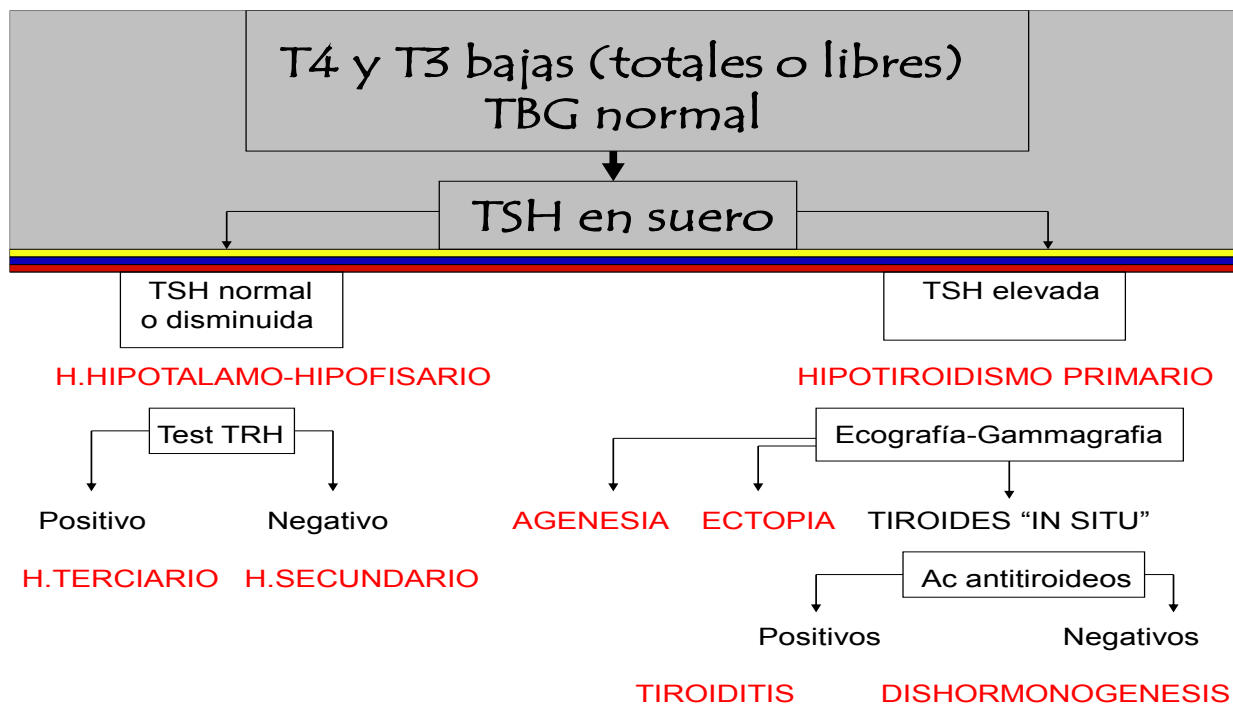 T4 y T3 bajas (totales o libres)
TBG normal
TSH en suero
TSH normal
o disminuida
TSH elevada
H.HIPOTALAMO-HIPOFISARIO
HIPOTIROIDISMO PRIMARIO
Test TRH
Ecografía-Gammagrafia
Positivo
Negativo
AGENESIA
ECTOPIA
TIROIDES “IN SITU”
H.TERCIARIO
H.SECUNDARIO
Ac antitiroideos
Positivos
Negativos
TIROIDITIS
DISHORMONOGENESIS